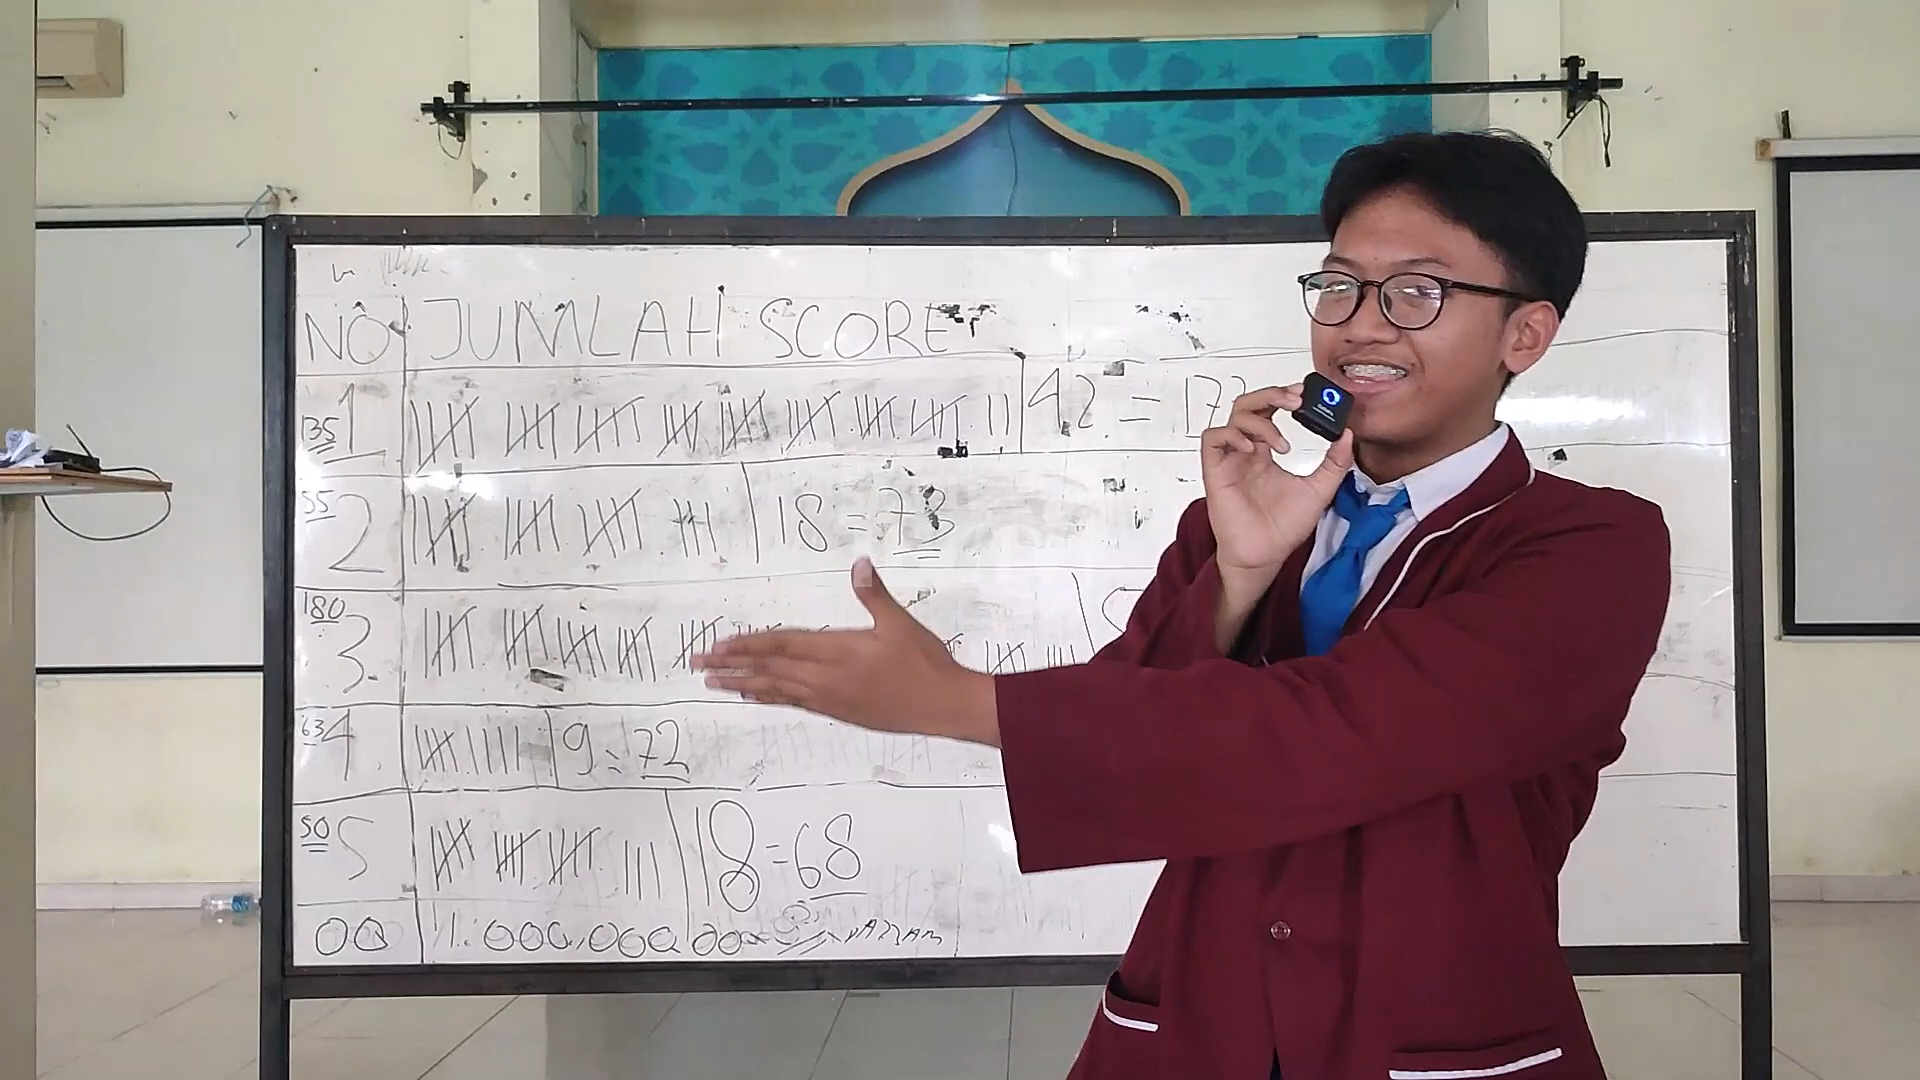 NO JUMLAH SCORE
135 1 42 = 17
55 2 18 = 73
180 3.
63 4. 9 = 72
50 5 18 = 68
00 1.000.000.00 NAZZAM